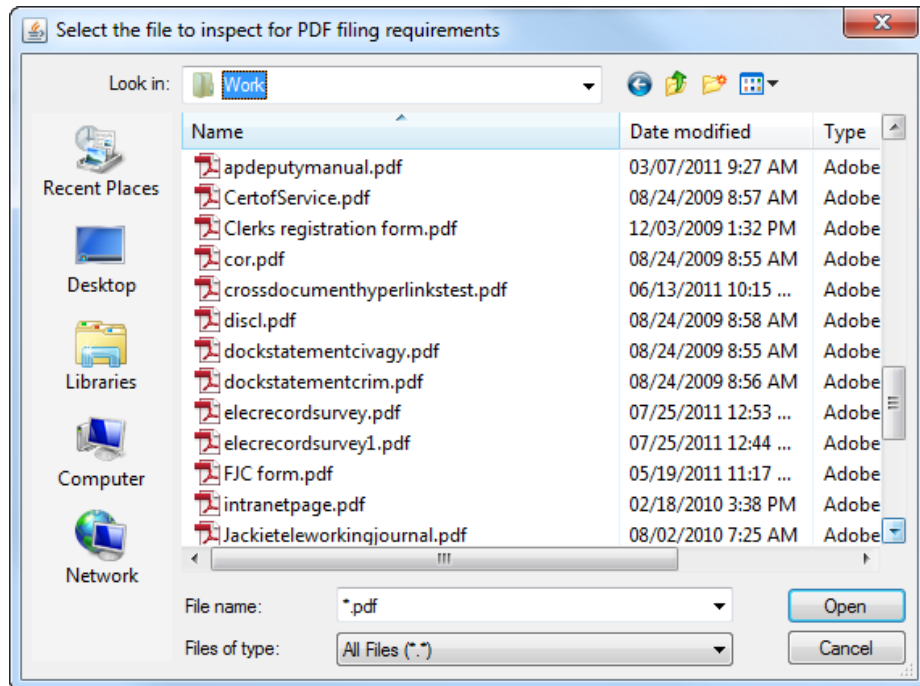 Select the file to inspect for PDF filing requirements
Look in: Work
Name Date modified Type
Recent Places
Desktop
Libraries
Computer
Network
apdeputymanual.pdf 03/07/2011 9:27 AM Adobe
CertofService.pdf 08/24/2009 8:57 AM Adobe
Clerks registration form.pdf 12/03/2009 1:32 PM Adobe
cor.pdf 08/24/2009 8:55 AM Adobe
crossdocumenthyperlinkstest.pdf 06/13/2011 10:15 ... Adobe
discl.pdf 08/24/2009 8:58 AM Adobe
dockstatementcivagy.pdf 08/24/2009 8:55 AM Adobe
dockstatementcrim.pdf 08/24/2009 8:56 AM Adobe
elecrecordsurvey.pdf 07/25/2011 12:53 ... Adobe
elecrecordsurvey1.pdf 07/25/2011 12:44 ... Adobe
FJC form.pdf 05/19/2011 11:17 ... Adobe
intranetpage.pdf 02/18/2010 3:38 PM Adobe
Jackieteleworkingjournal.pdf 08/02/2010 7:25 AM Adobe
File name: *.pdf Open
Files of type: All Files (*.*) Cancel